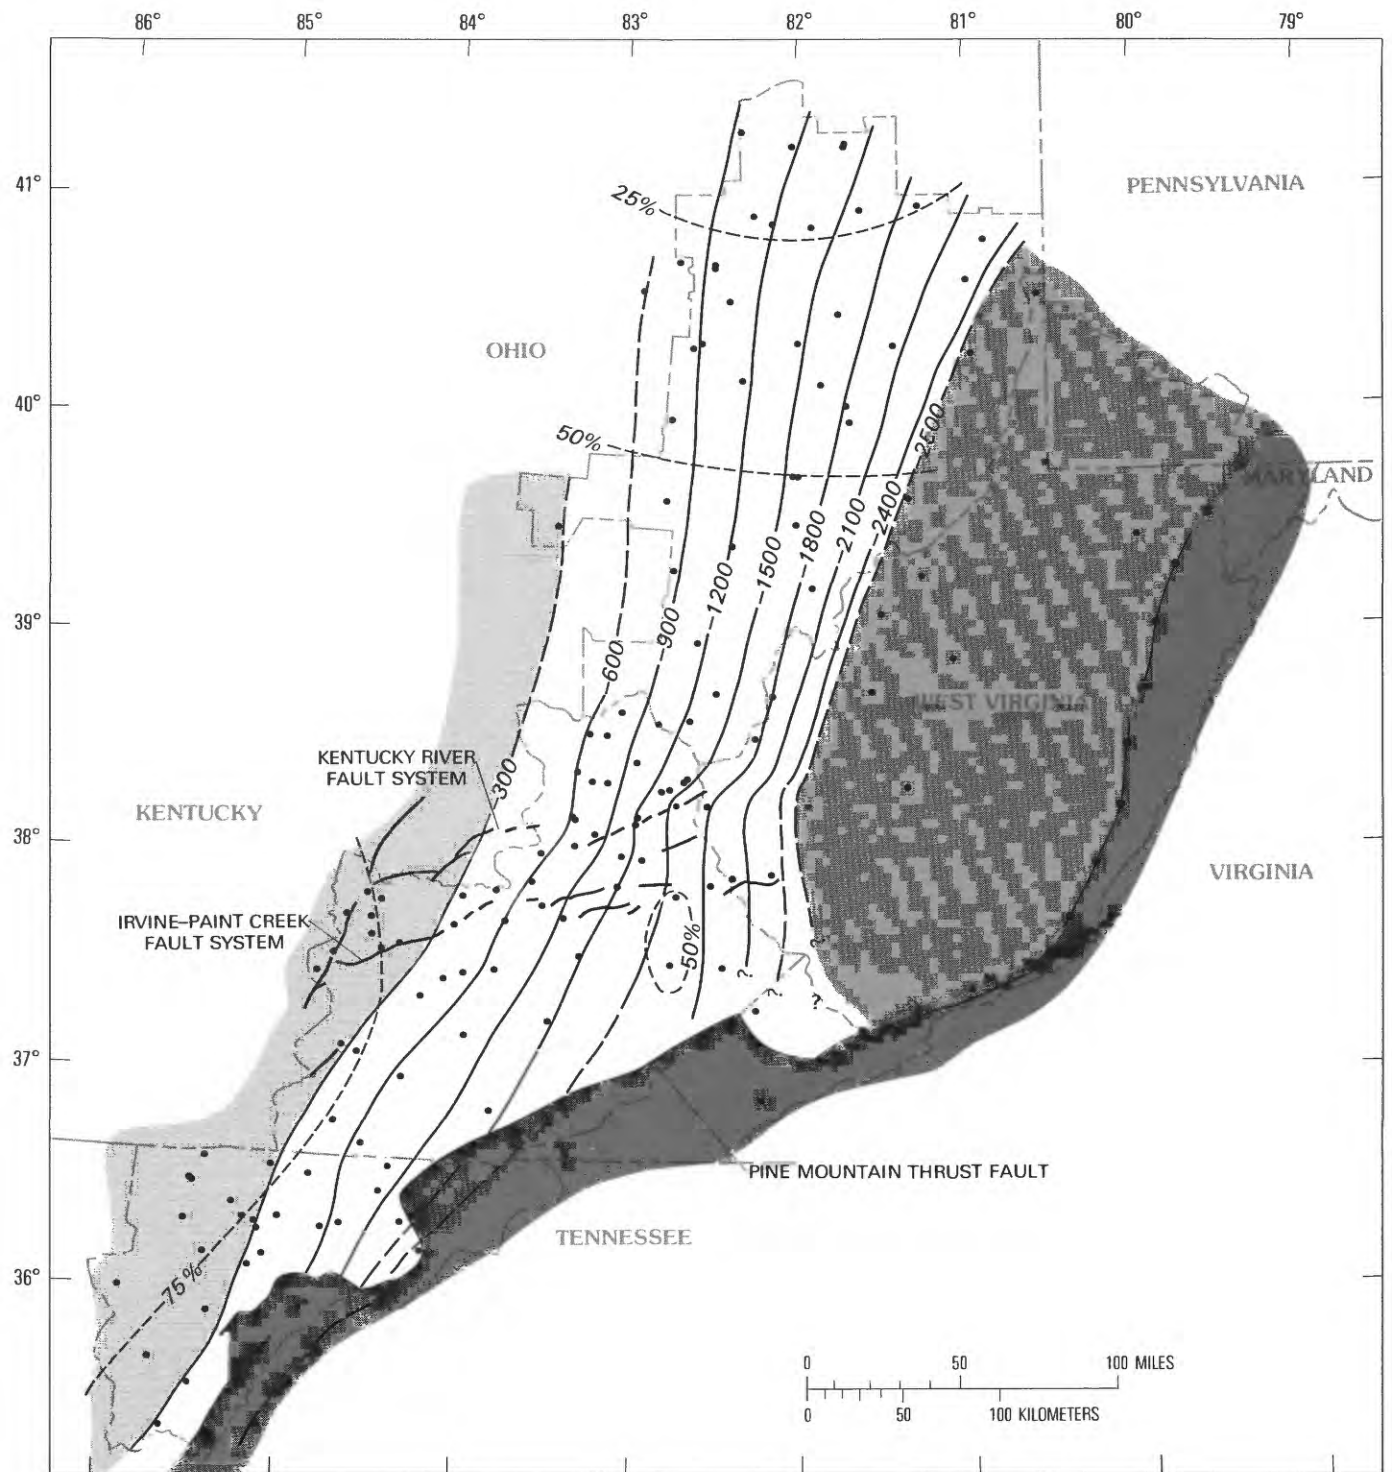 86° 85° 84° 83° 82° 81° 80° 79°
41°
PENNSYLVANIA
25%
OHIO
40°
50%
2500
MARYLAND
2400
2100
1800
1500
1200
900
600
39°
WEST VIRGINIA
KENTUCKY RIVER
FAULT SYSTEM
300
KENTUCKY
38°
VIRGINIA
IRVINE–PAINT CREEK
FAULT SYSTEM
50%
?
?
?
?
37°
PINE MOUNTAIN THRUST FAULT
TENNESSEE
36°
75%
0 50 100 MILES
0 50 100 KILOMETERS